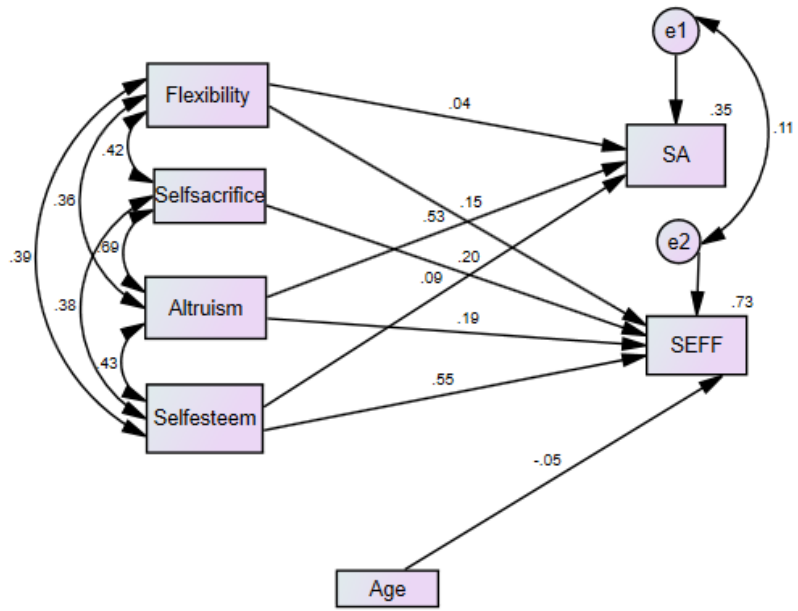 e1
.35
.11
Flexibility
.04
SA
.42
Selfsacrifice
.36
.53
.15
.69
.20
e2
.39
.09
.38
Altruism
.19
.73
SEFF
.43
.55
Selfesteem
-.05
Age